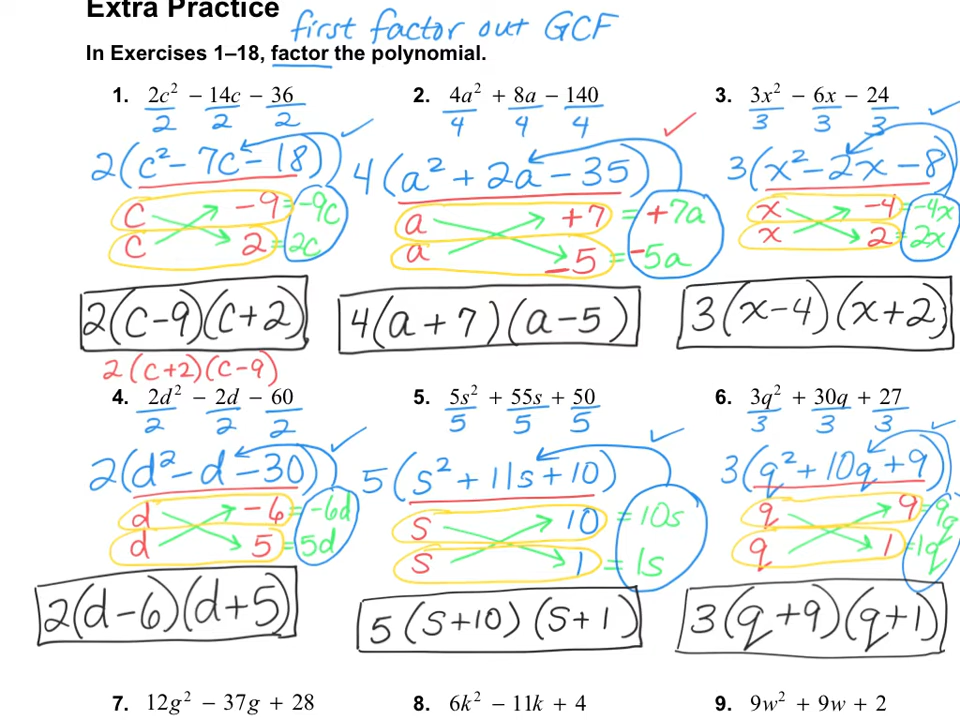 Extra Practice
first factor out GCF
In Exercises 1–18, factor the polynomial.
1. 2c² − 14c − 36
2 2 2
2(c² − 7c − 18)
c −9 = −9c
c 2 = 2c
2(c−9)(c+2)
2(c+2)(c−9)
2. 4a² + 8a − 140
4 4 4
4(a² + 2a − 35)
a +7 = +7a
a −5 = −5a
4(a+7)(a−5)
3. 3x² − 6x − 24
3 3 3
3(x² − 2x − 8)
x −4 = −4x
x 2 = 2x
3(x−4)(x+2)
4. 2d² − 2d − 60
2 2 2
2(d² − d − 30)
d −6 = −6d
d 5 = 5d
2(d−6)(d+5)
5. 5s² + 55s + 50
5 5 5
5(s² + 11s + 10)
s 10 = 10s
s 1 = 1s
5(s+10)(s+1)
6. 3q² + 30q + 27
3 3 3
3(q² + 10q + 9)
q 9 = 9q
q 1 = 1q
3(q+9)(q+1)
7. 12g² − 37g + 28
8. 6k² − 11k + 4
9. 9w² + 9w + 2